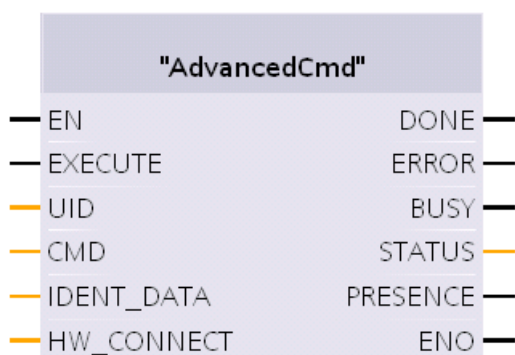 "AdvancedCmd"
EN DONE
EXECUTE ERROR
UID BUSY
CMD STATUS
IDENT_DATA PRESENCE
HW_CONNECT ENO